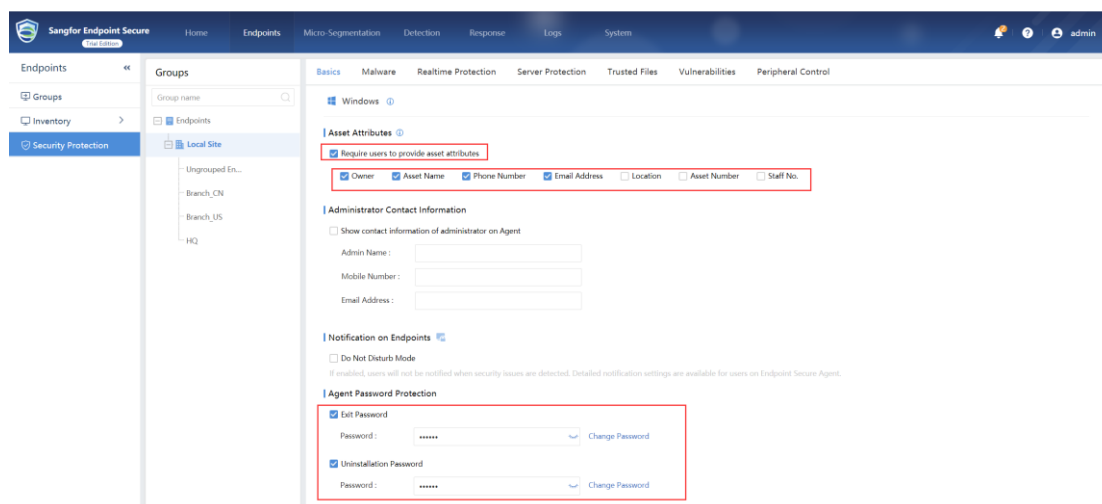 Sangfor Endpoint Secure
Trial Edition
Home Endpoints Micro-Segmentation Detection Response Logs System
admin
Endpoints
Groups
Inventory
Security Protection
Groups
Group name
Endpoints
Local Site
Ungrouped En...
Branch_CN
Branch_US
HQ
Basics Malware Realtime Protection Server Protection Trusted Files Vulnerabilities Peripheral Control
Windows
Asset Attributes
Require users to provide asset attributes
Owner Asset Name Phone Number Email Address Location Asset Number Staff No.
Administrator Contact Information
Show contact information of administrator on Agent
Admin Name :
Mobile Number :
Email Address :
Notification on Endpoints
Do Not Disturb Mode
If enabled, users will not be notified when security issues are detected. Detailed notification settings are available for users on Endpoint Secure Agent.
Agent Password Protection
Exit Password
Password : •••••• Change Password
Uninstallation Password
Password : •••••• Change Password